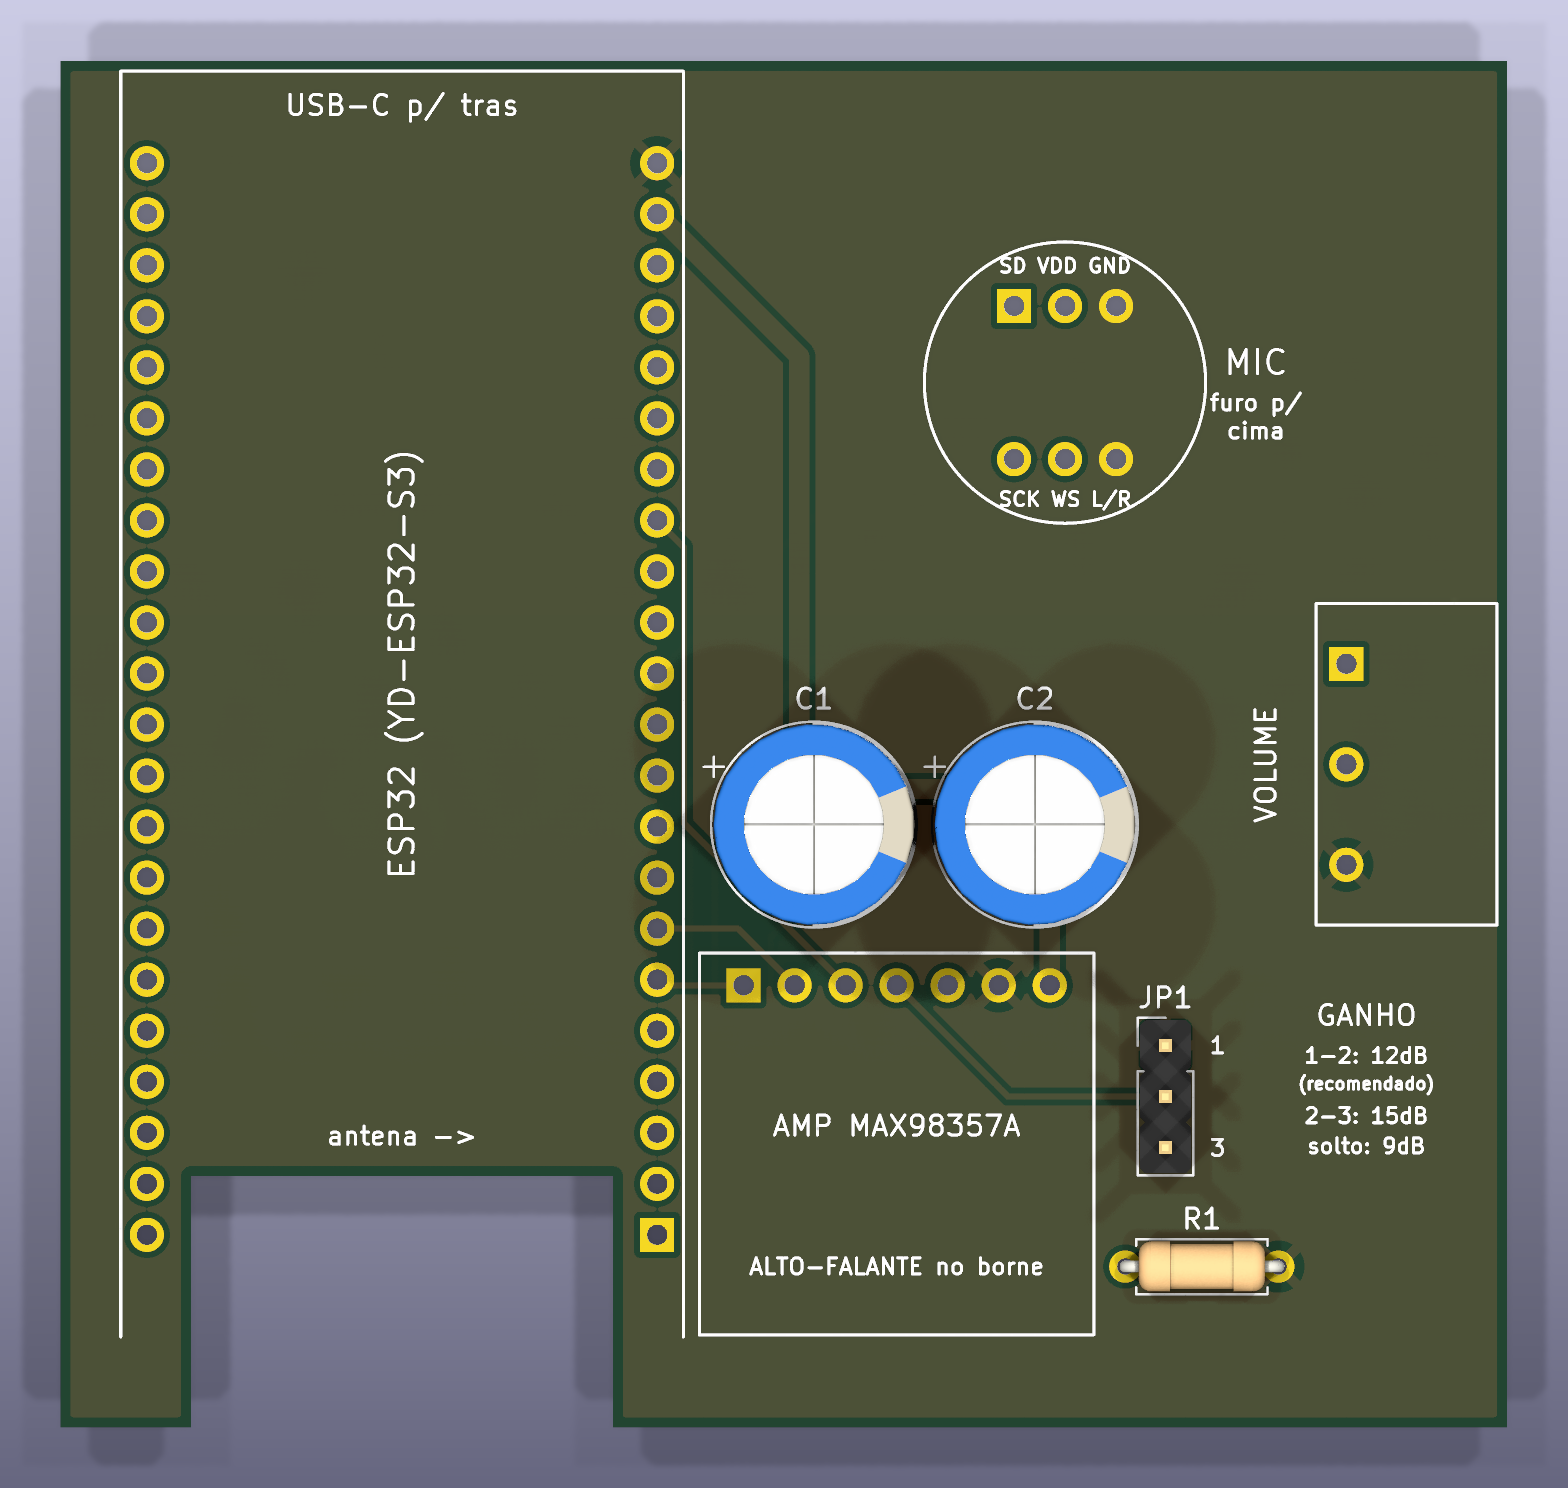 USB-C p/ tras
SD VDD GND
MIC
furo p/
cima
SCK WS L/R
ESP32 (YD-ESP32-S3)
C1
C2
+
+
VOLUME
JP1
1
3
GANHO
1-2: 12dB
(recomendado)
2-3: 15dB
solto: 9dB
AMP MAX98357A
antena ->
R1
ALTO-FALANTE no borne